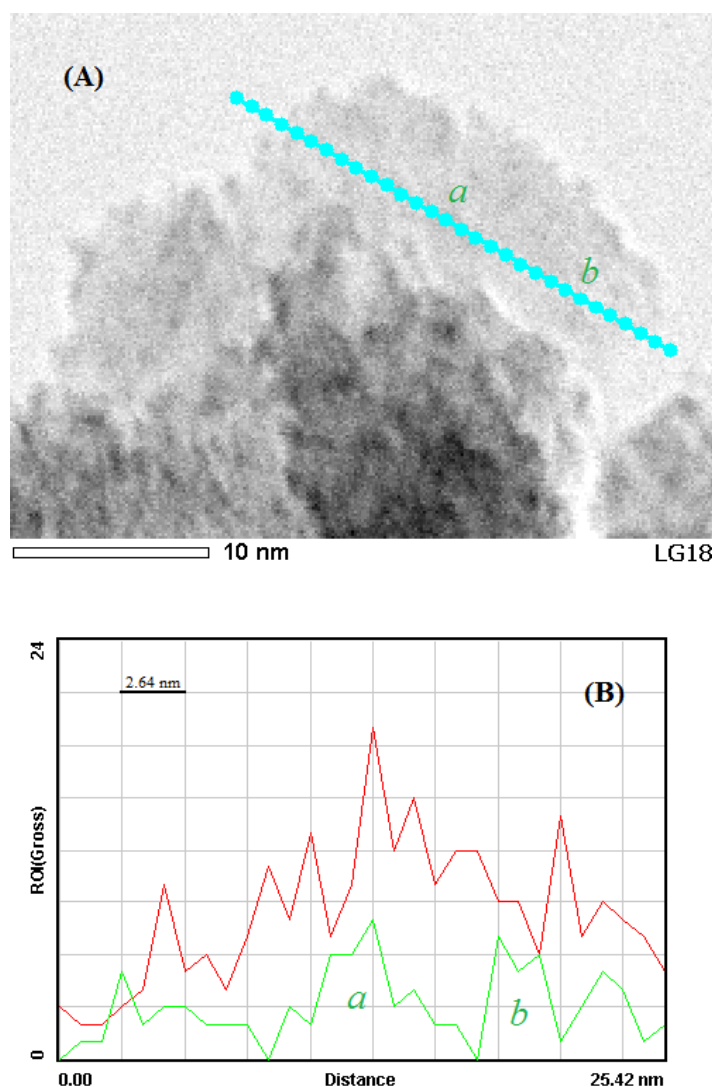 (A)
a
b
10 nm
LG18
24
2.64 nm
(B)
ROI(Gross)
a
b
0
0.00 Distance 25.42 nm